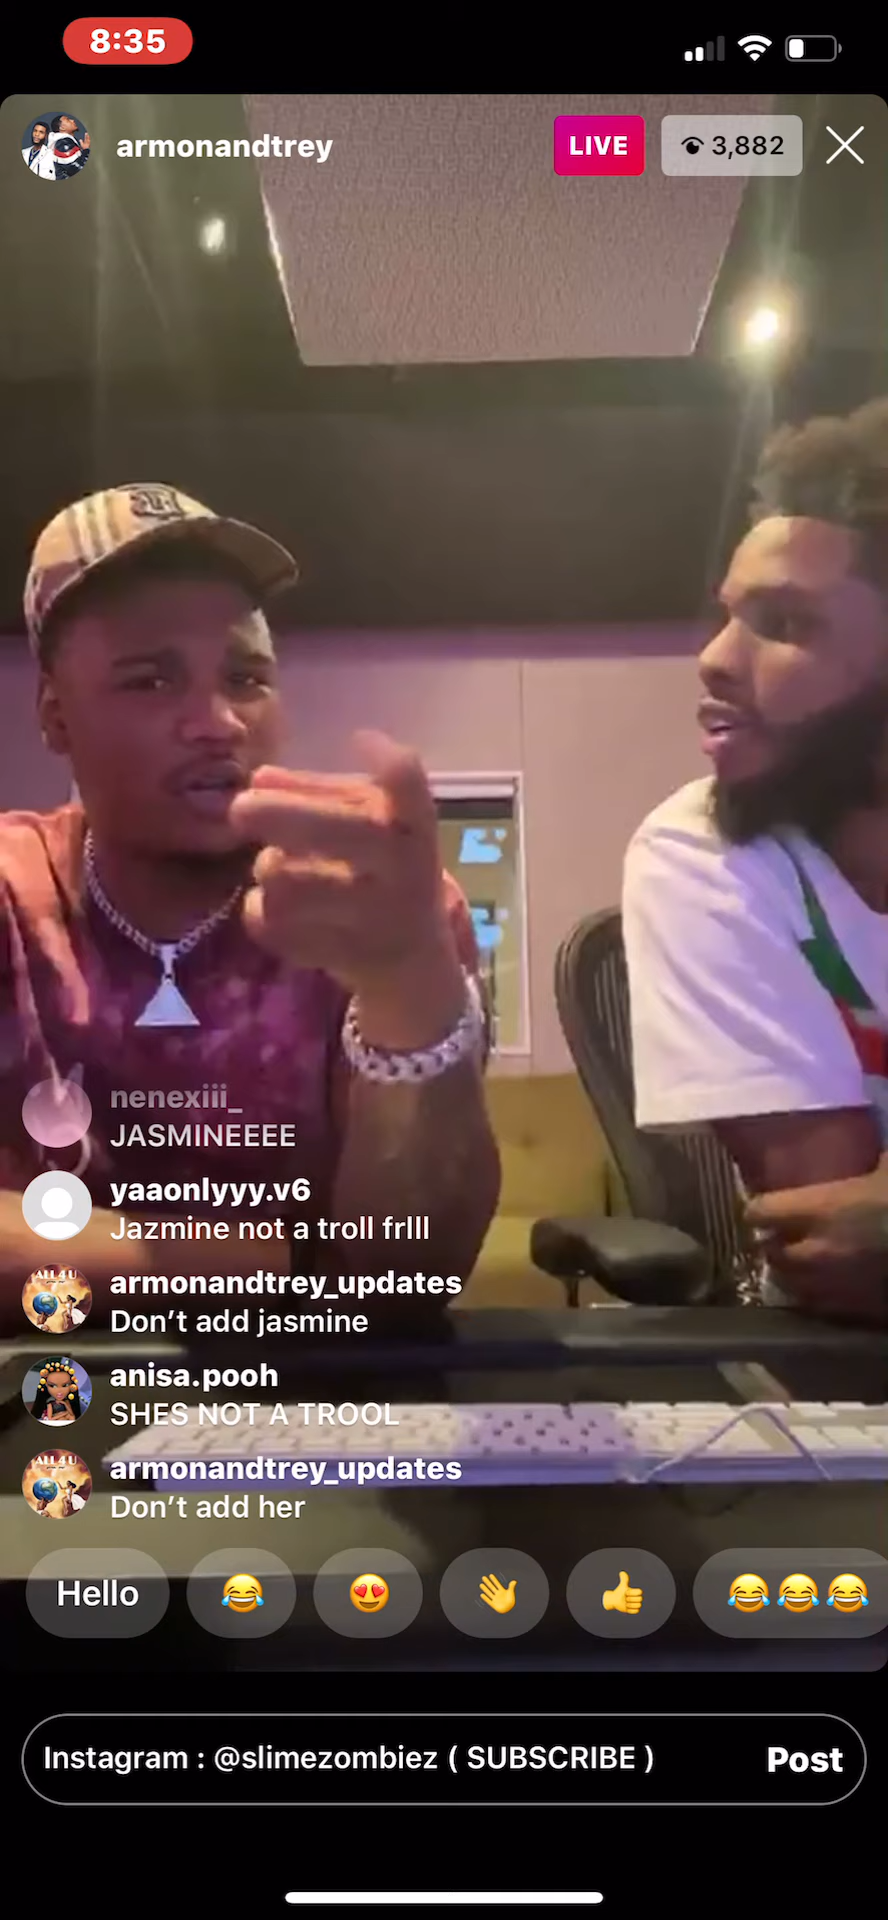 8:35
armonandtrey
LIVE
3,882
nenexiii_
JASMINEEEE
yaaonlyyy.v6
Jazmine not a troll frlll
armonandtrey_updates
Don’t add jasmine
anisa.pooh
SHES NOT A TROOL
armonandtrey_updates
Don’t add her
Hello
Instagram : @slimezombiez ( SUBSCRIBE )
Post